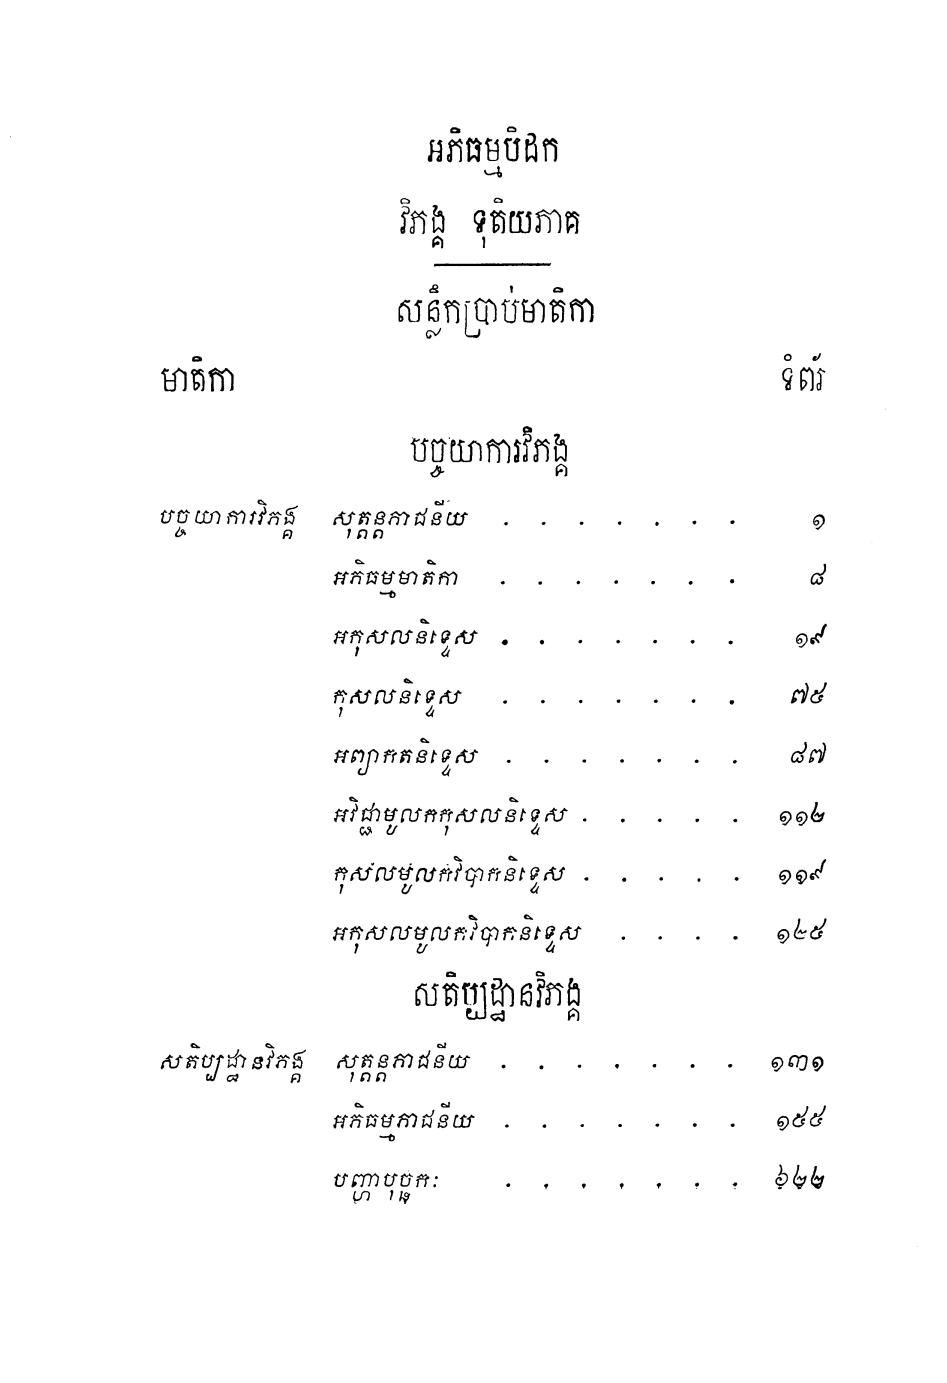 អភិធម្មបិដក
វិភង្គ ទុតិយភាគ
សន្លឹកប្រាប់មាតិកា
មាតិកា ទំព័រ
បច្ចយាការវិភង្គ
បច្ចយាការវិភង្គ សុត្តន្តភាជនីយ . . . . . . . ១
អភិធម្មមាតិកា . . . . . . . ៨
អកុសលនិទ្ទេស . . . . . . . ១៩
កុសលនិទ្ទេស . . . . . . . ៧៥
អព្យាកតនិទ្ទេស . . . . . . . ៨៧
អវិជ្ជាមូលកកុសលនិទ្ទេស . . . . . ១១២
កុសលមូលកវិបាកនិទ្ទេស . . . . . ១១៩
អកុសលមូលកវិបាកនិទ្ទេស . . . . ១២៥
សតិប្បដ្ឋានវិភង្គ
សតិប្បដ្ឋានវិភង្គ សុត្តន្តភាជនីយ . . . . . . . ១៣១
អភិធម្មភាជនីយ . . . . . . . ១៥៥
បញ្ហាបុច្ឆកៈ . . . . . . .